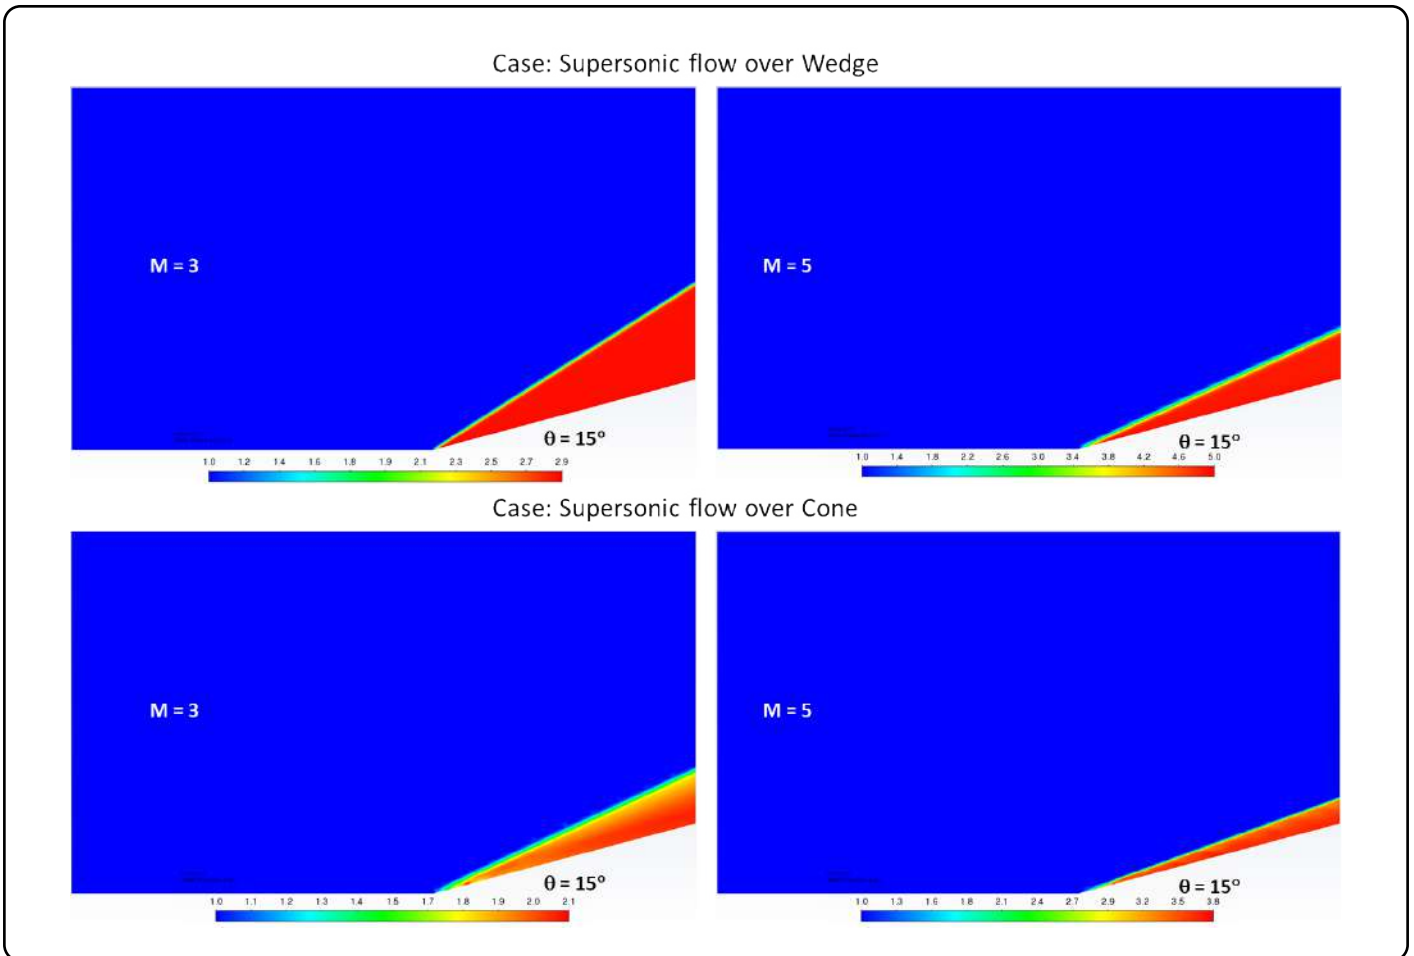 Case: Supersonic flow over Wedge
M = 3
M = 5
θ = 15°
θ = 15°
1.0 1.2 1.4 1.6 1.8 1.9 2.1 2.3 2.5 2.7 2.9
1.0 1.4 1.8 2.2 2.6 3.0 3.4 3.8 4.2 4.6 5.0
Case: Supersonic flow over Cone
M = 3
M = 5
θ = 15°
θ = 15°
1.0 1.1 1.2 1.3 1.4 1.5 1.7 1.8 1.9 2.0 2.1
1.0 1.3 1.6 1.8 2.1 2.4 2.7 2.9 3.2 3.5 3.8